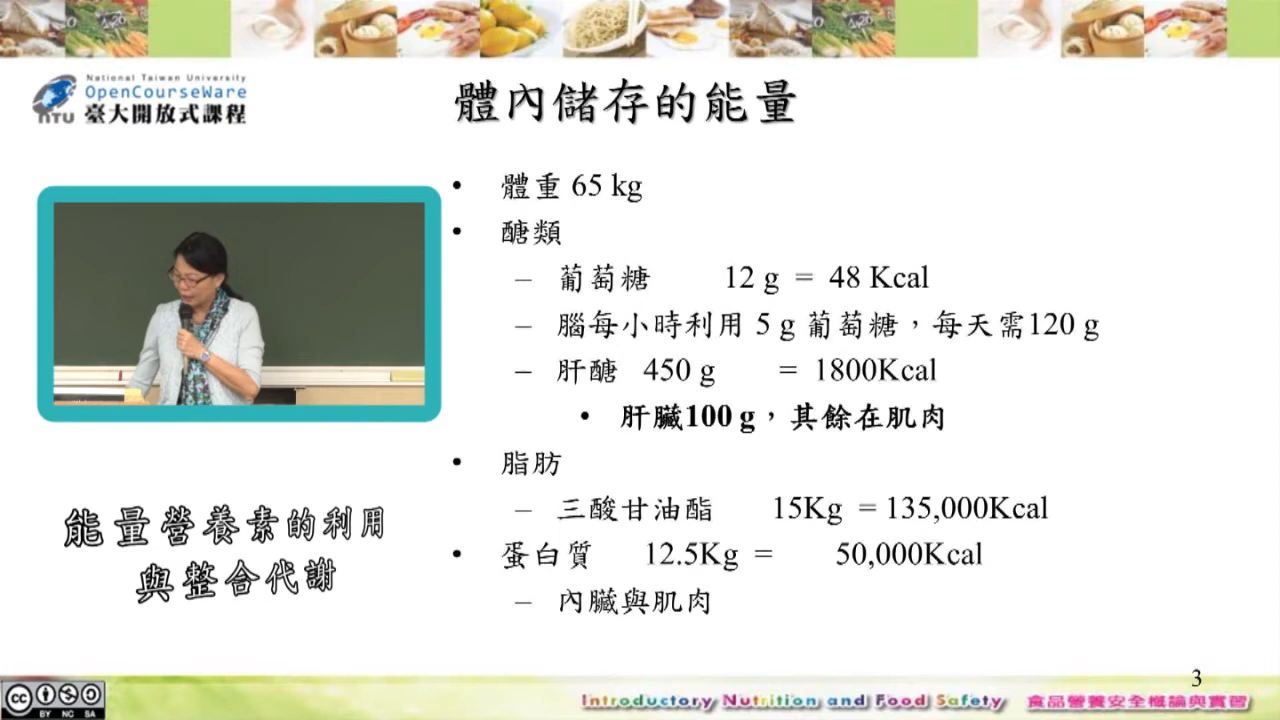 National Taiwan University
OpenCourseWare
NTU 臺大開放式課程
體內儲存的能量
• 體重 65 kg
• 醣類
– 葡萄糖 12 g = 48 Kcal
– 腦每小時利用 5 g 葡萄糖，每天需120 g
– 肝醣 450 g = 1800Kcal
• 肝臟100 g，其餘在肌肉
• 脂肪
– 三酸甘油酯 15Kg = 135,000Kcal
• 蛋白質 12.5Kg = 50,000Kcal
– 內臟與肌肉
能量營養素的利用
與整合代謝
3
cc BY NC SA
Introductory Nutrition and Food Safety 食品營養安全概論與實習